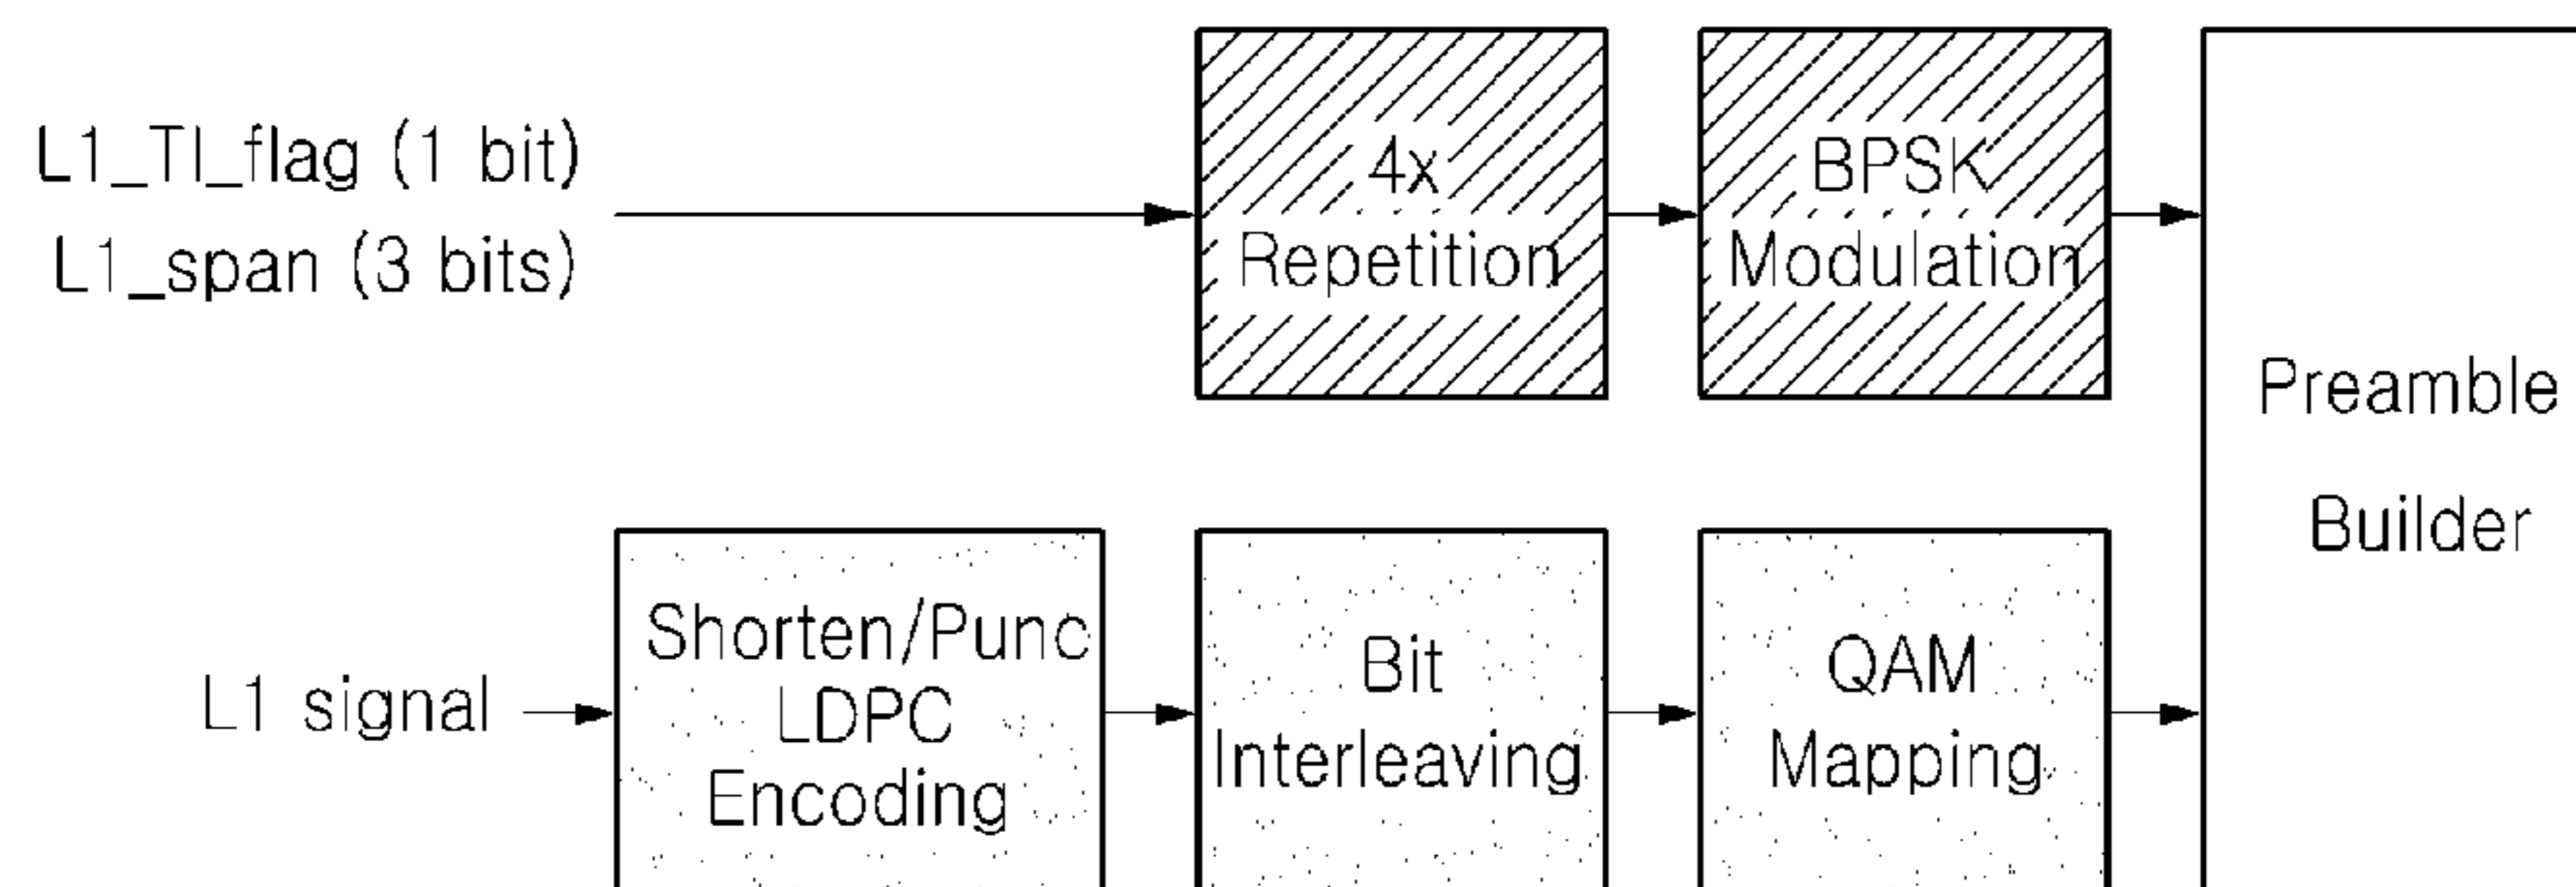 L1_TI_flag (1 bit)
L1_span (3 bits)
4x
Repetition
BPSK
Modulation
Preamble
Builder
L1 signal
Shorten/Punc
LDPC
Encoding
Bit
Interleaving
QAM
Mapping